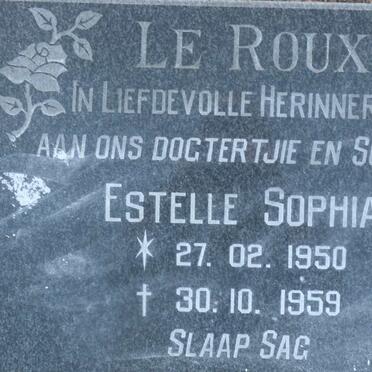 LE ROUX
IN LIEFDEVOLLE HERINNER
AAN ONS DOGTERTJIE EN S
ESTELLE SOPHIA
* 27. 02. 1950
† 30. 10. 1959
SLAAP SAG